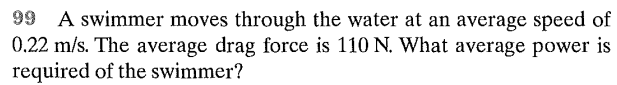 99 A swimmer moves through the water at an average speed of
0.22 m/s. The average drag force is 110 N. What average power is
required of the swimmer?